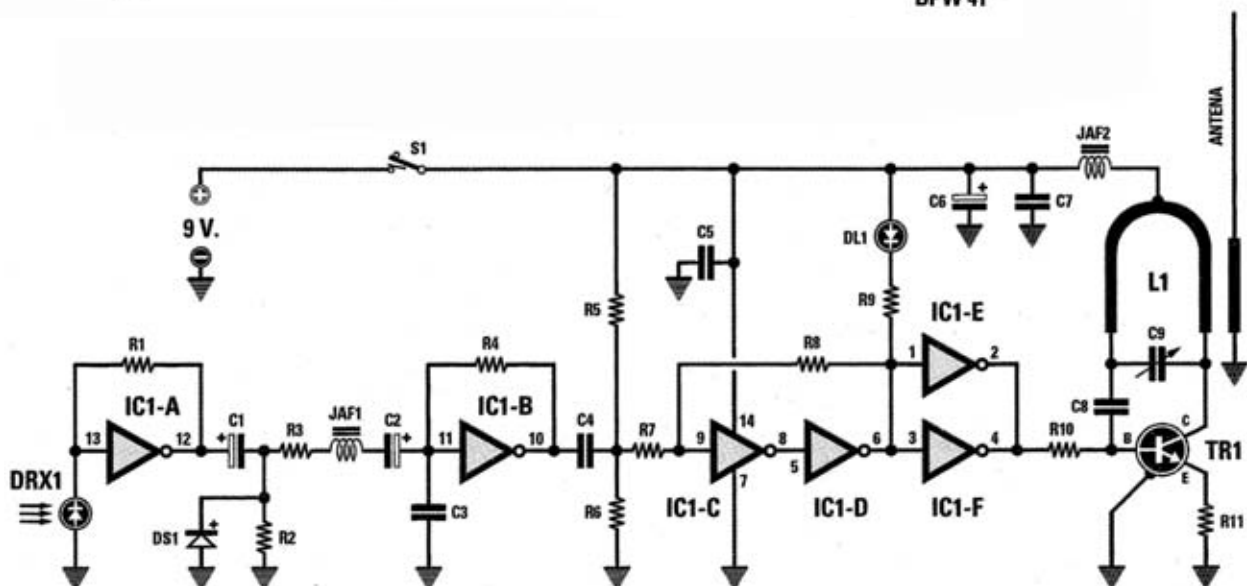 S1
JAF2
ANTENA
9 V.
C6
+
C7
C5
DL1
L1
R5
R9
IC1-E
C9
R1
R4
R8
1
2
IC1-A
C1
+
R3
JAF1
C2
+
IC1-B
C4
R7
14
C8
C
13
12
11
10
9
8
6
3
4
R10
B
TR1
DRX1
5
7
E
C3
R6
IC1-C
IC1-D
IC1-F
R11
DS1
+
R2